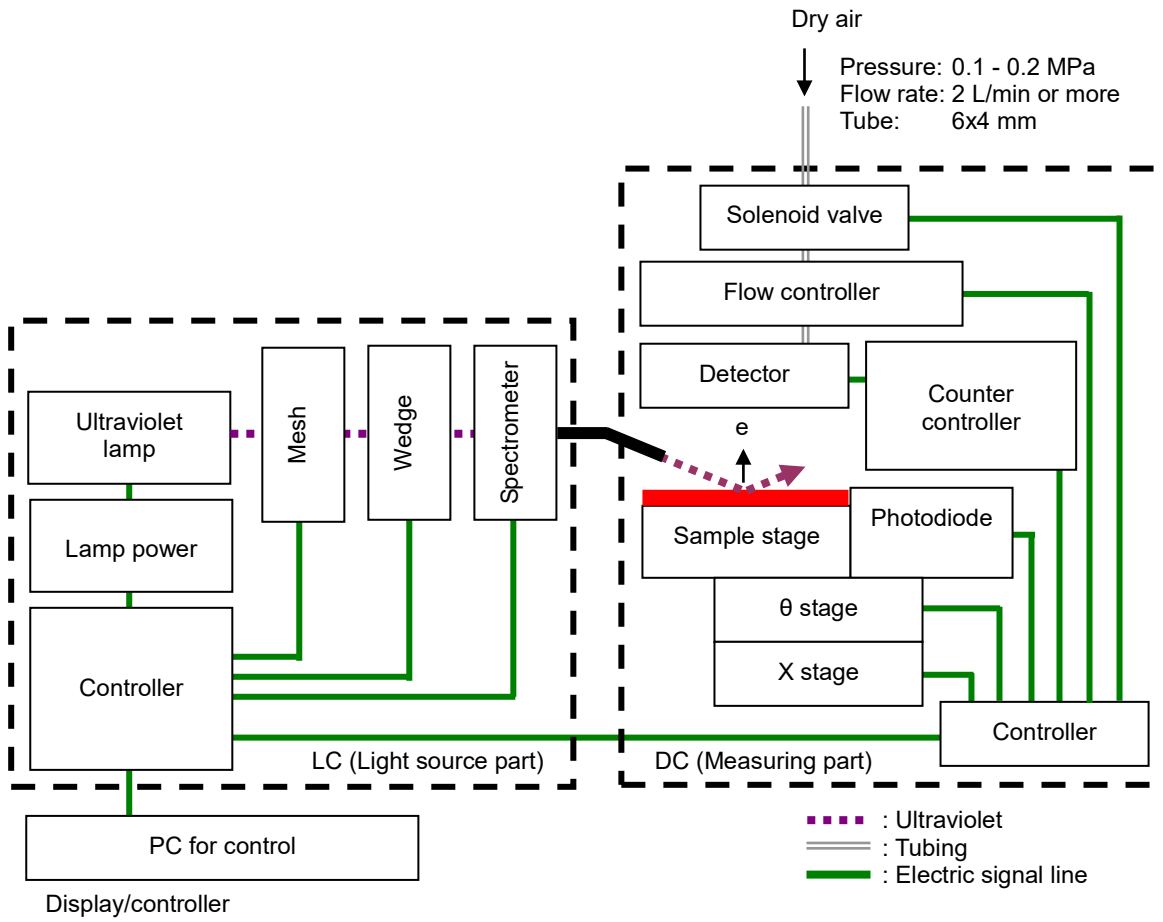 Dry air
Pressure: 0.1 - 0.2 MPa
Flow rate: 2 L/min or more
Tube: 6x4 mm
Solenoid valve
Flow controller
Detector
Counter
controller
e
Ultraviolet
lamp
Mesh
Wedge
Spectrometer
Lamp power
Controller
LC (Light source part)
Sample stage
Photodiode
θ stage
X stage
Controller
DC (Measuring part)
PC for control
Display/controller
: Ultraviolet
: Tubing
: Electric signal line